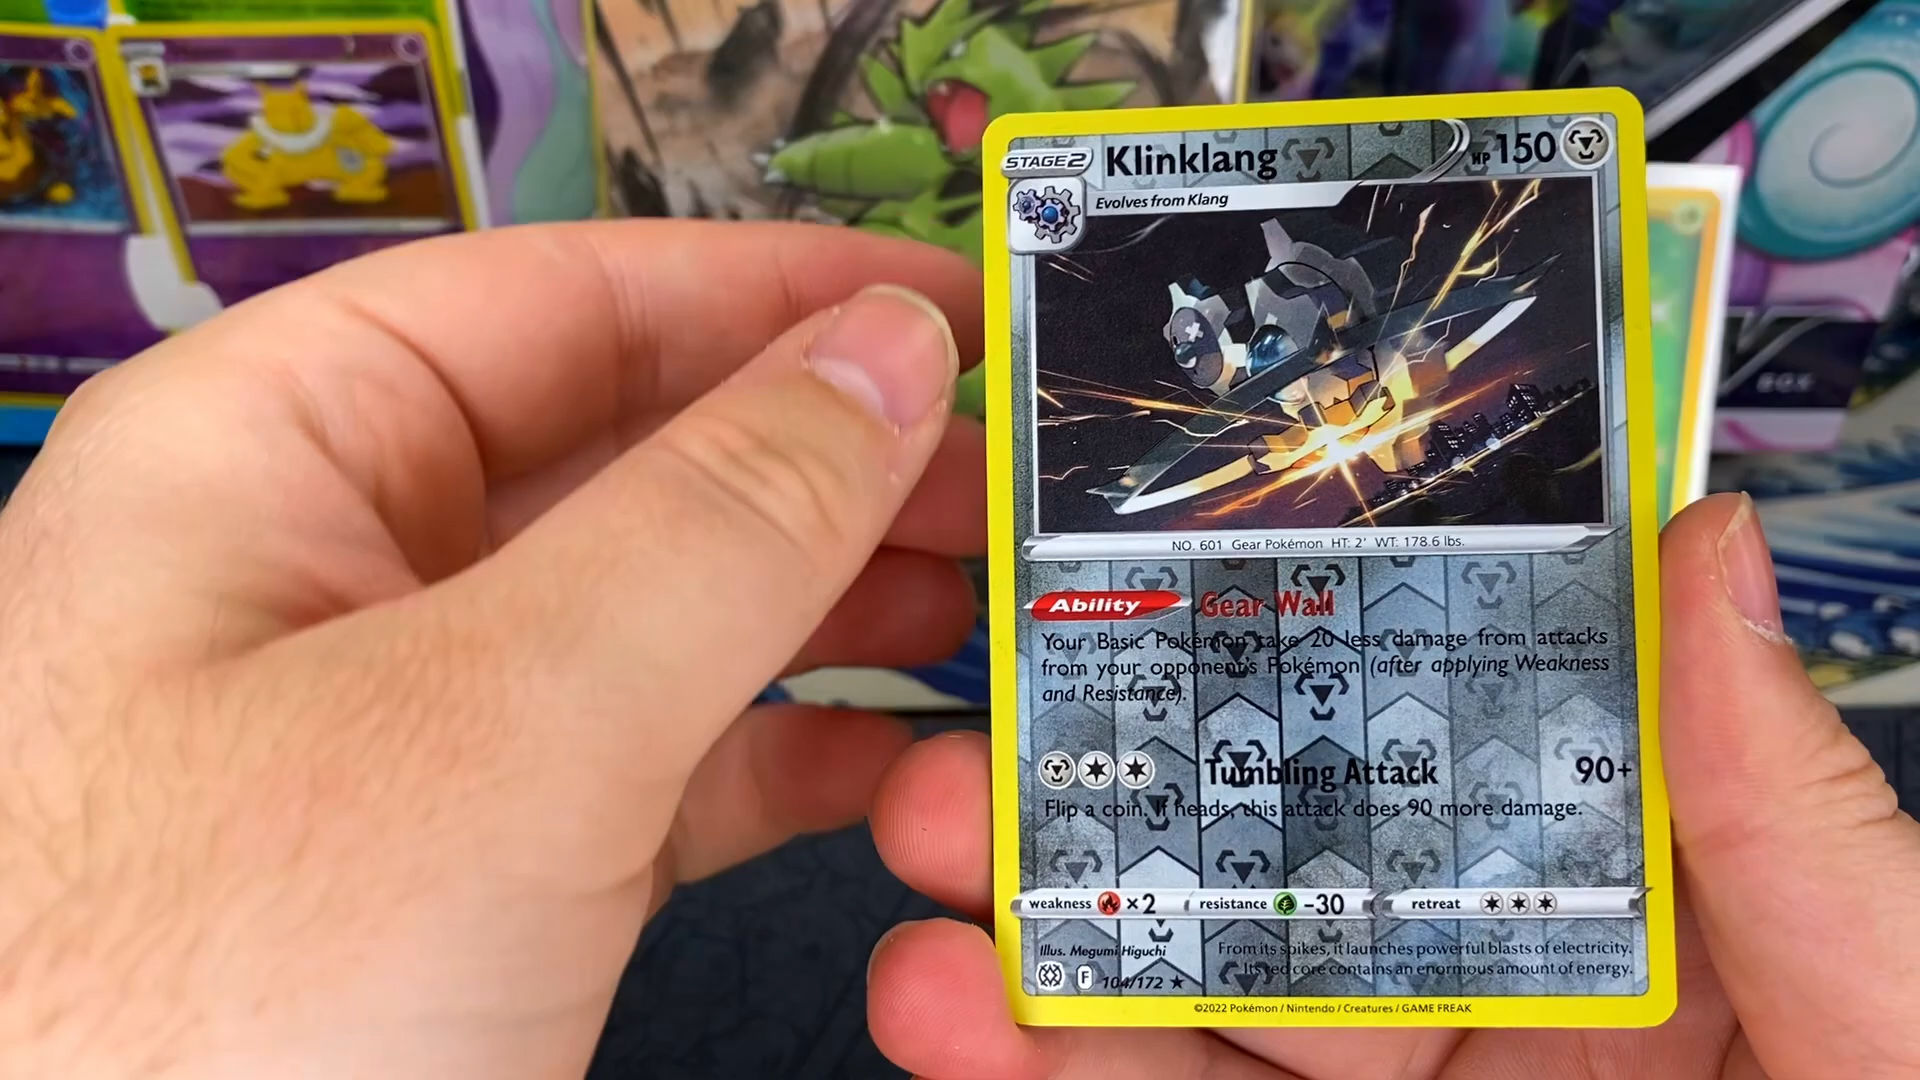 STAGE2 Klinklang HP 150
Evolves from Klang
NO. 601 Gear Pokémon HT: 2' WT: 178.6 lbs.
Ability Gear Wall
Your Basic Pokémon take 20 less damage from attacks
from your opponent's Pokémon (after applying Weakness
and Resistance).
Tumbling Attack 90+
Flip a coin. If heads, this attack does 90 more damage.
weakness ×2 resistance -30 retreat
Illus. Megumi Higuchi
From its spikes, it launches powerful blasts of electricity.
Its red core contains an enormous amount of energy.
F 104/172 ★
©2022 Pokémon / Nintendo / Creatures / GAME FREAK
BOX